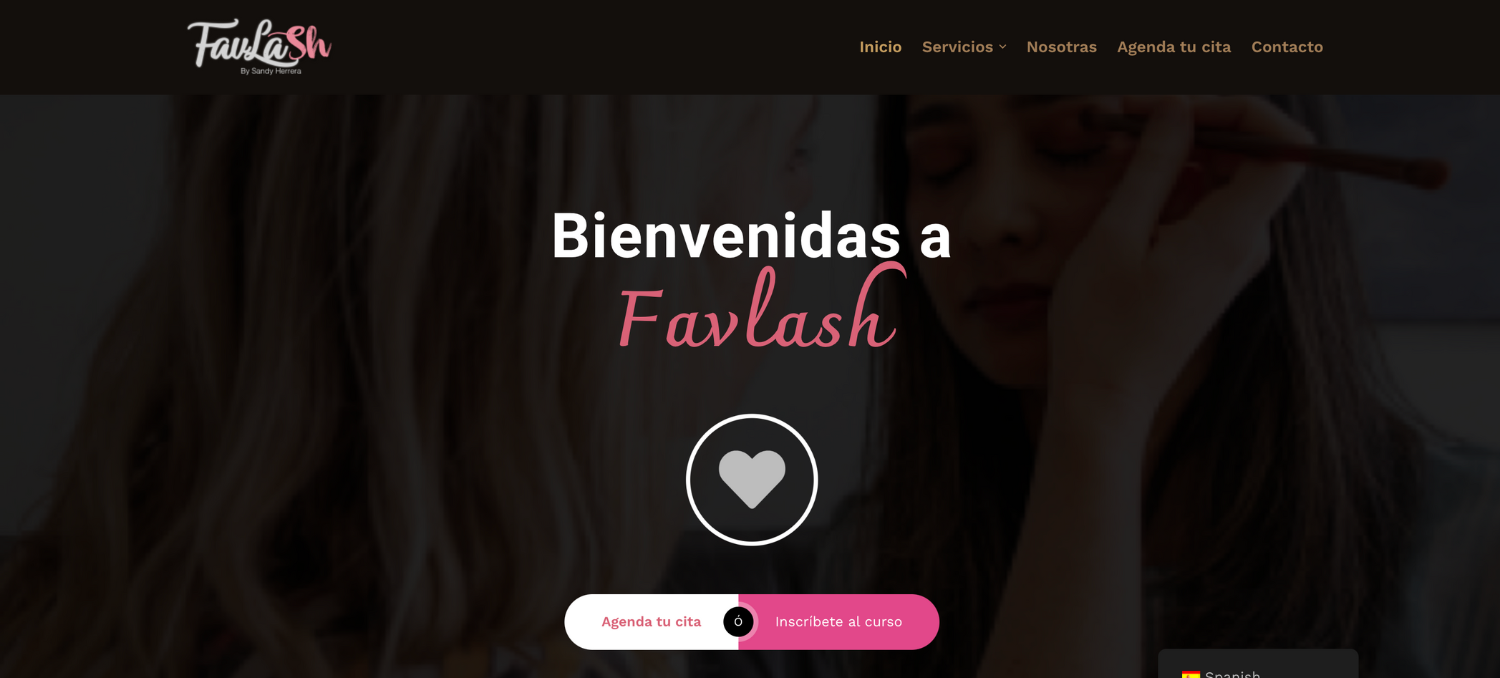 FavLaSh
By Sandy Herrera
Inicio Servicios Nosotras Agenda tu cita Contacto
Bienvenidas a
Favlash
Agenda tu cita Ó Inscríbete al curso
Spanish